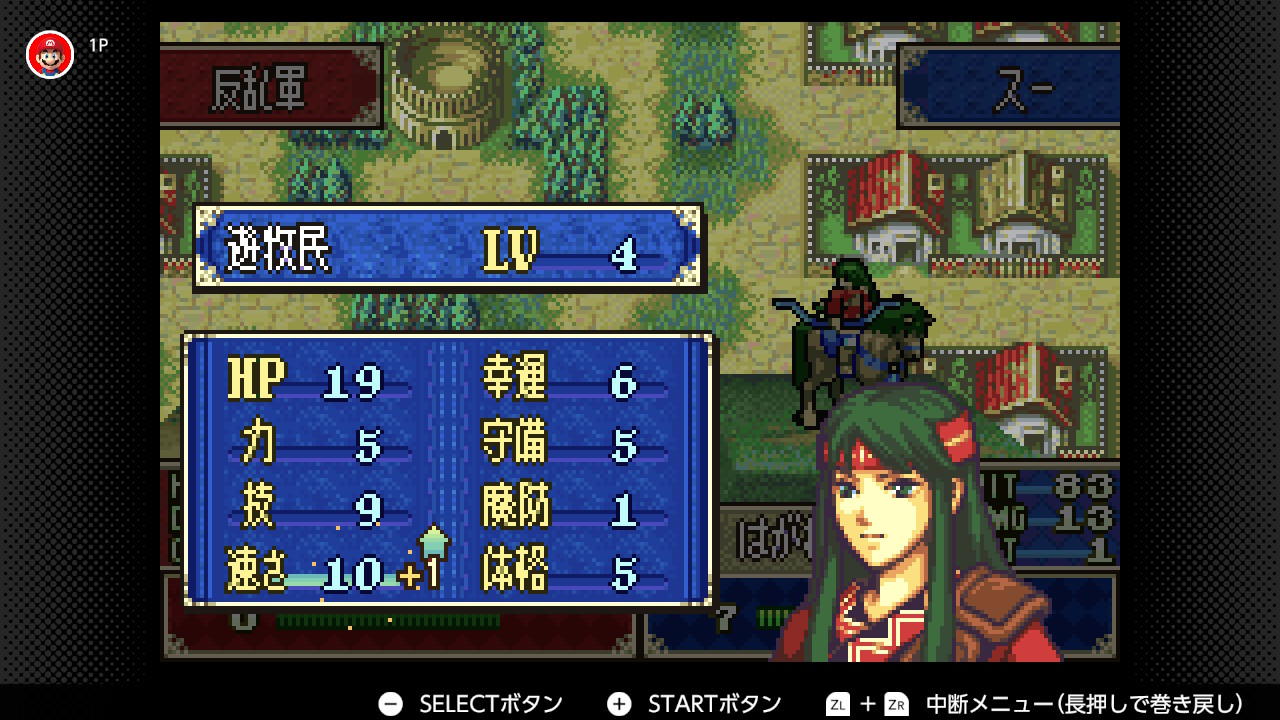 1P
反乱軍
スー
遊牧民 LV 4
HP 19 幸運 6
力 5 守備 5
技 9 魔防 1
速さ 10 +1 体格 5
83
はが
13
1
7
SELECTボタン STARTボタン ZL + ZR 中断メニュー(長押しで巻き戻し)